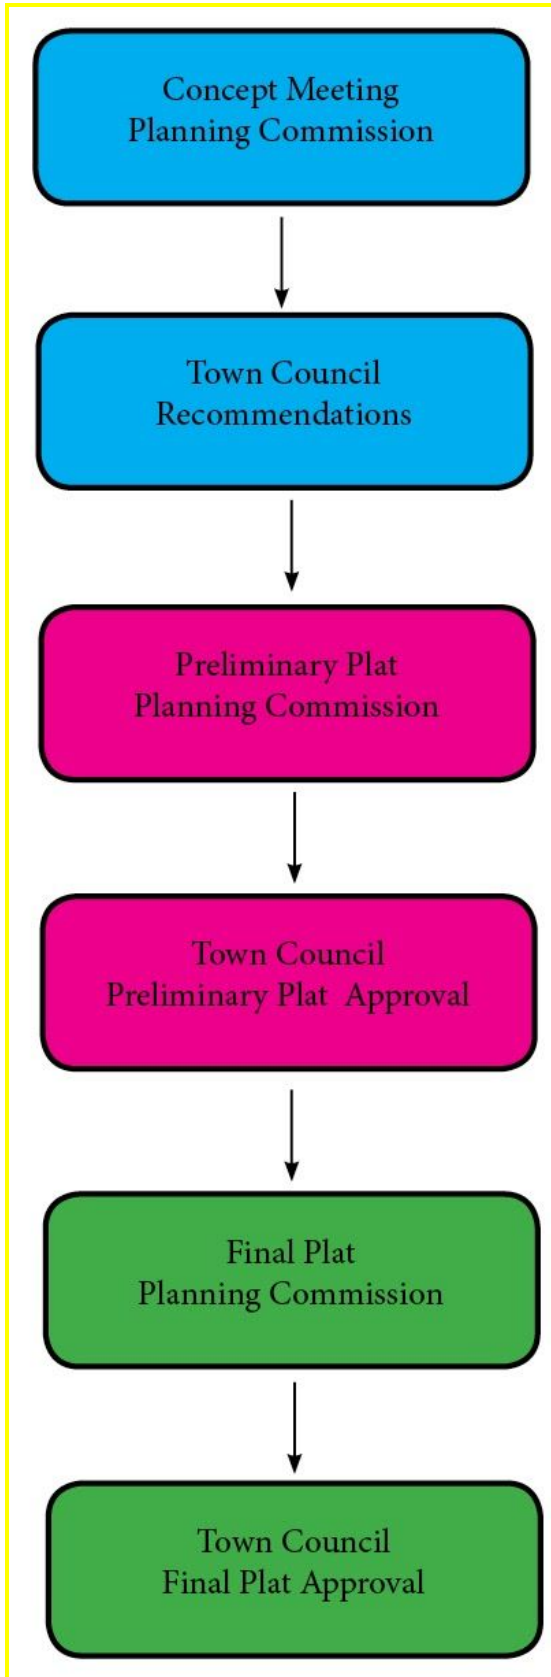 Concept Meeting
Planning Commission
Town Council
Recommendations
Preliminary Plat
Planning Commission
Town Council
Preliminary Plat  Approval
Final Plat
Planning Commission
Town Council
Final Plat Approval